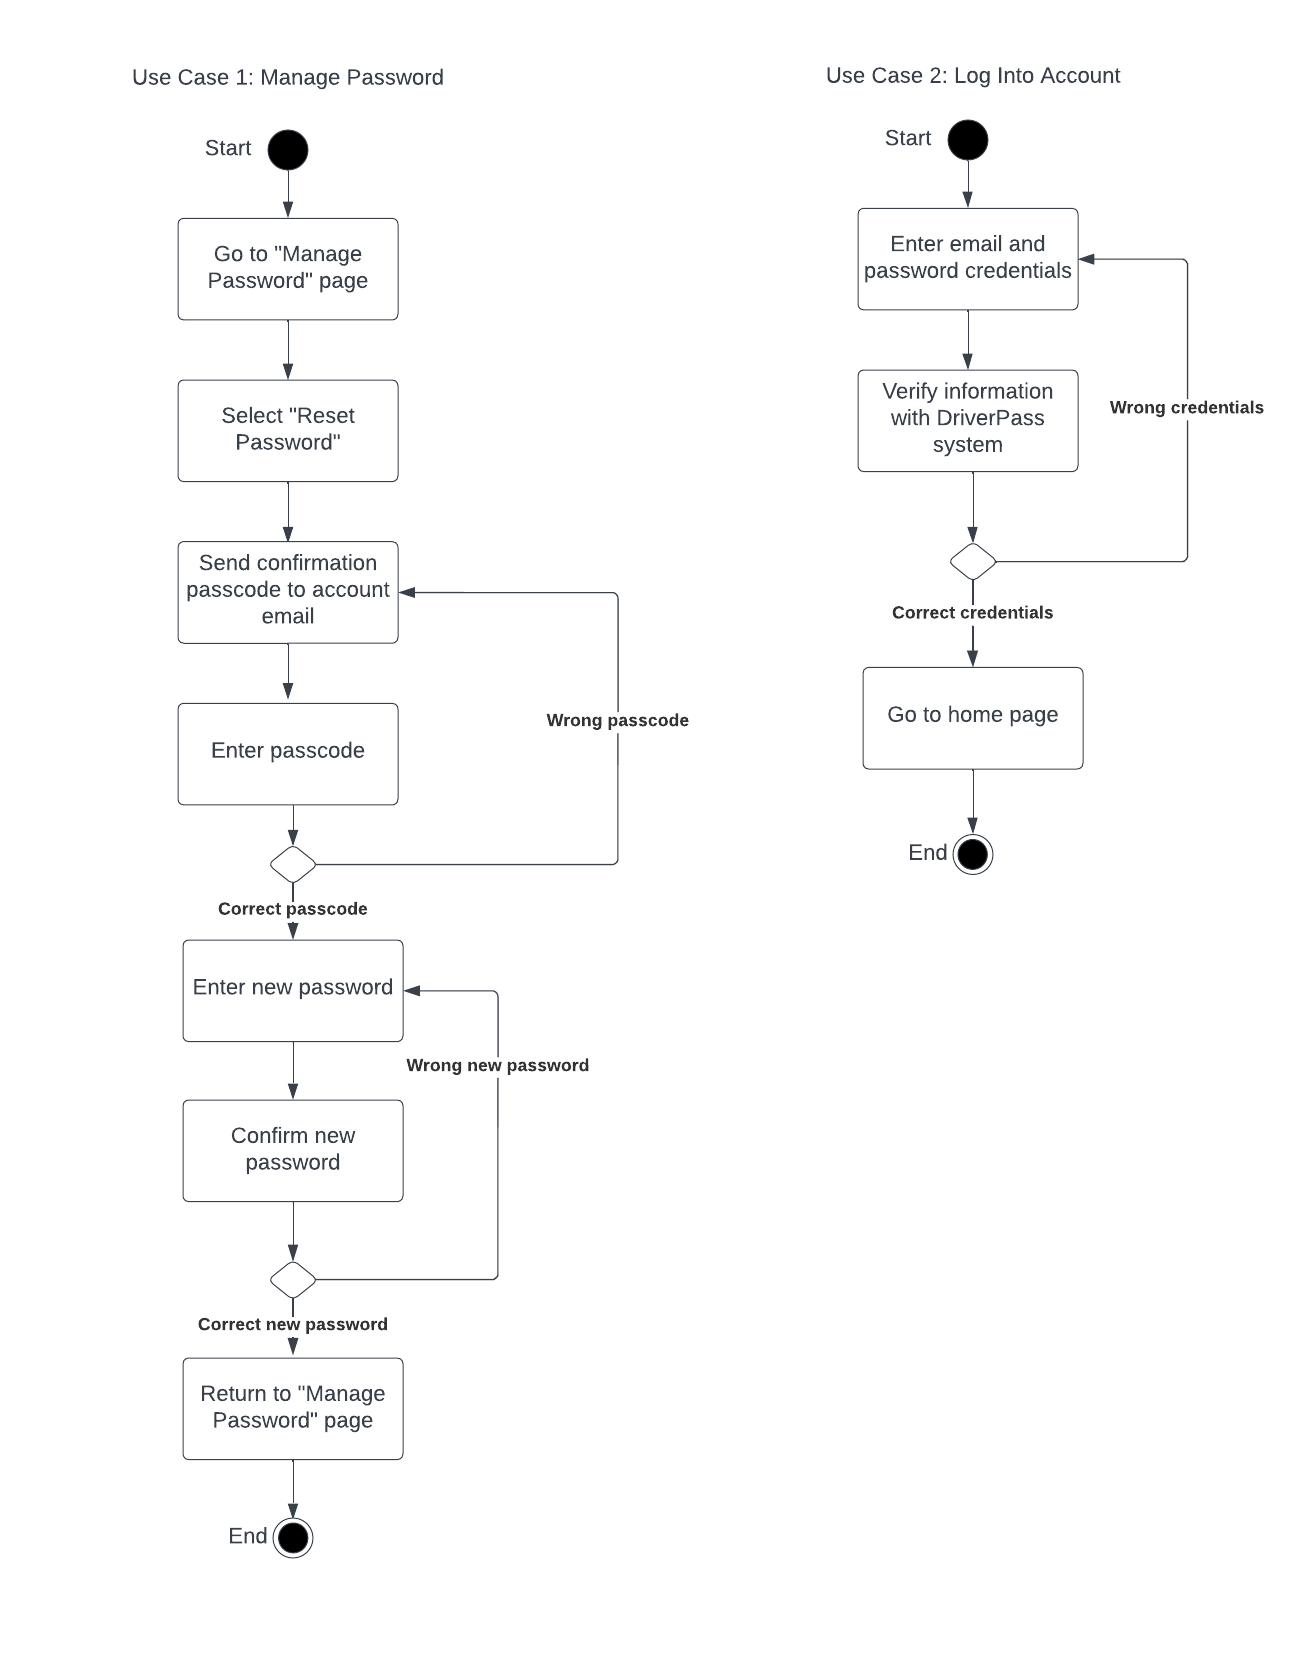 Use Case 1: Manage Password
Start
Go to "Manage
Password" page
Select "Reset
Password"
Send confirmation
passcode to account
email
Enter passcode
Wrong passcode
Correct passcode
Enter new password
Wrong new password
Confirm new
password
Correct new password
Return to "Manage
Password" page
End
Use Case 2: Log Into Account
Start
Enter email and
password credentials
Verify information
with DriverPass
system
Wrong credentials
Correct credentials
Go to home page
End